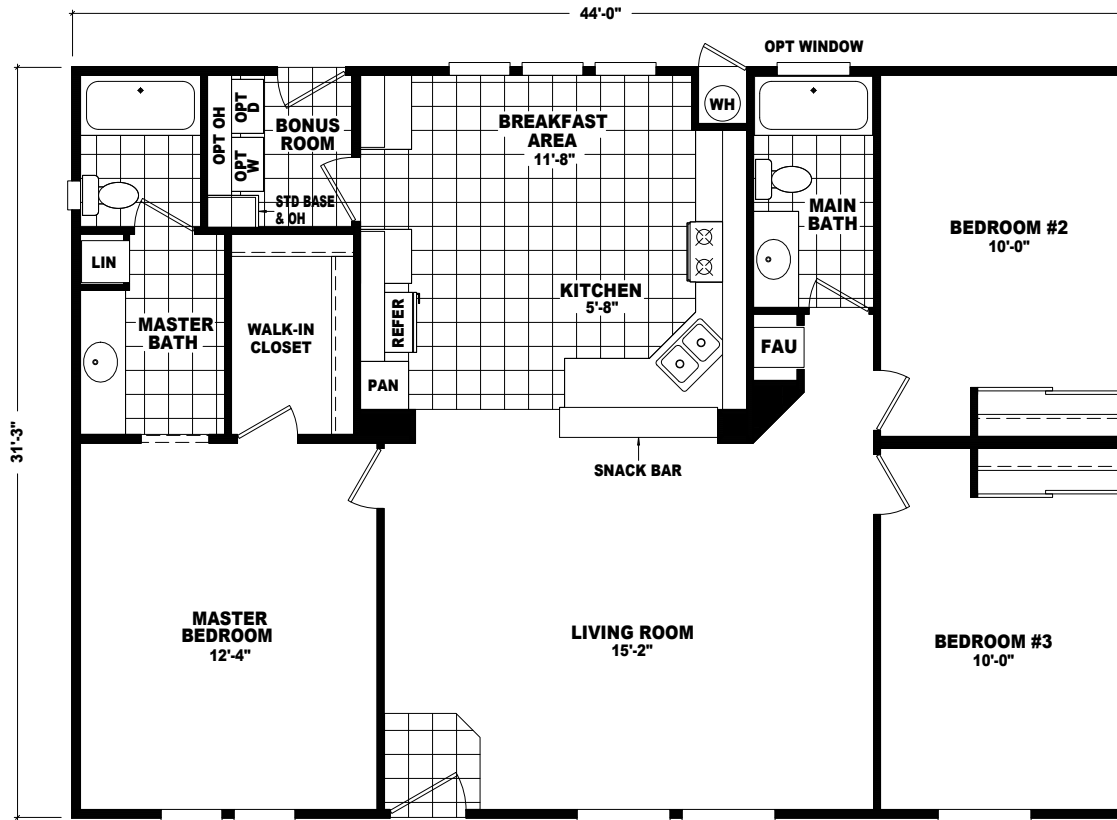 44'-0"
OPT WINDOW
OPT OH
OPT
D
OPT
W
BONUS
ROOM
STD BASE
& OH
BREAKFAST
AREA
11'-8"
WH
MAIN
BATH
BEDROOM #2
10'-0"
LIN
MASTER
BATH
WALK-IN
CLOSET
REFER
KITCHEN
5'-8"
PAN
FAU
31'-3"
SNACK BAR
MASTER
BEDROOM
12'-4"
LIVING ROOM
15'-2"
BEDROOM #3
10'-0"